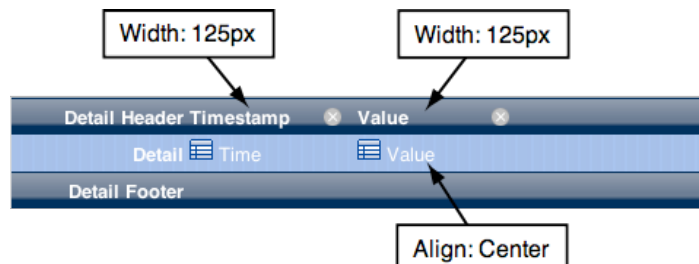 Width: 125px Width: 125px
Detail Header Timestamp Value
Detail Time Value
Detail Footer
Align: Center